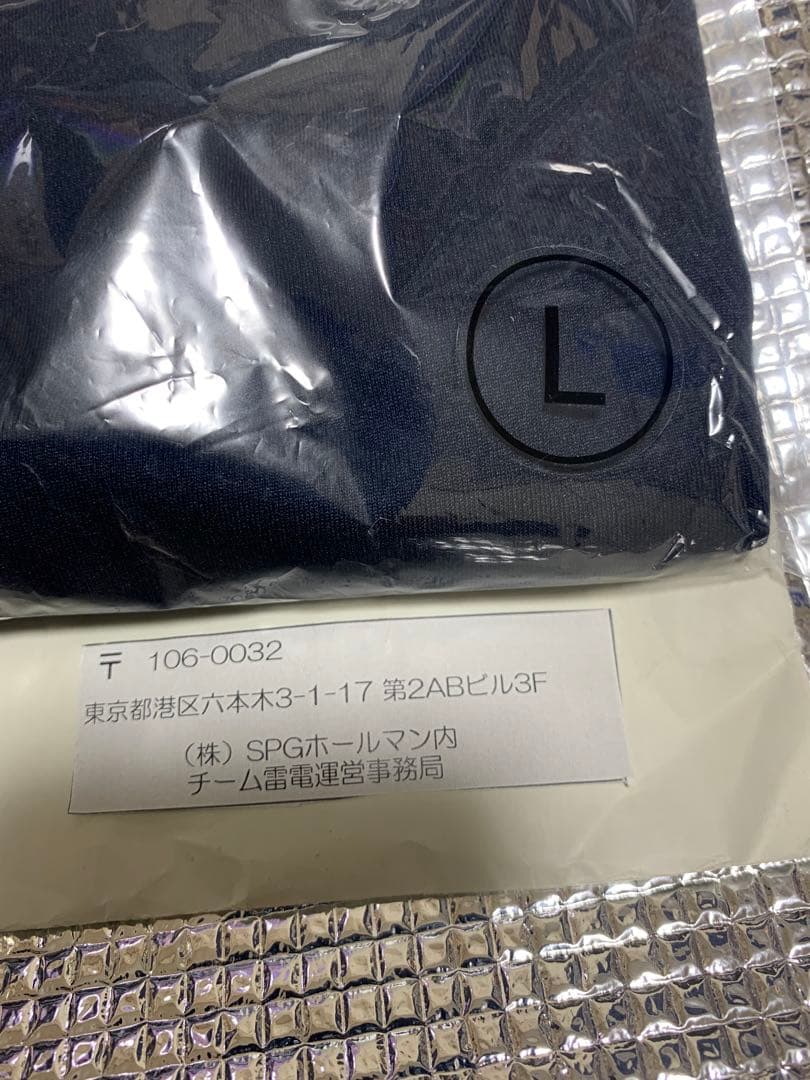 L
〒 106-0032
東京都港区六本木3-1-17 第2ABビル3F
（株）SPGホールマン内
チーム雷電運営事務局